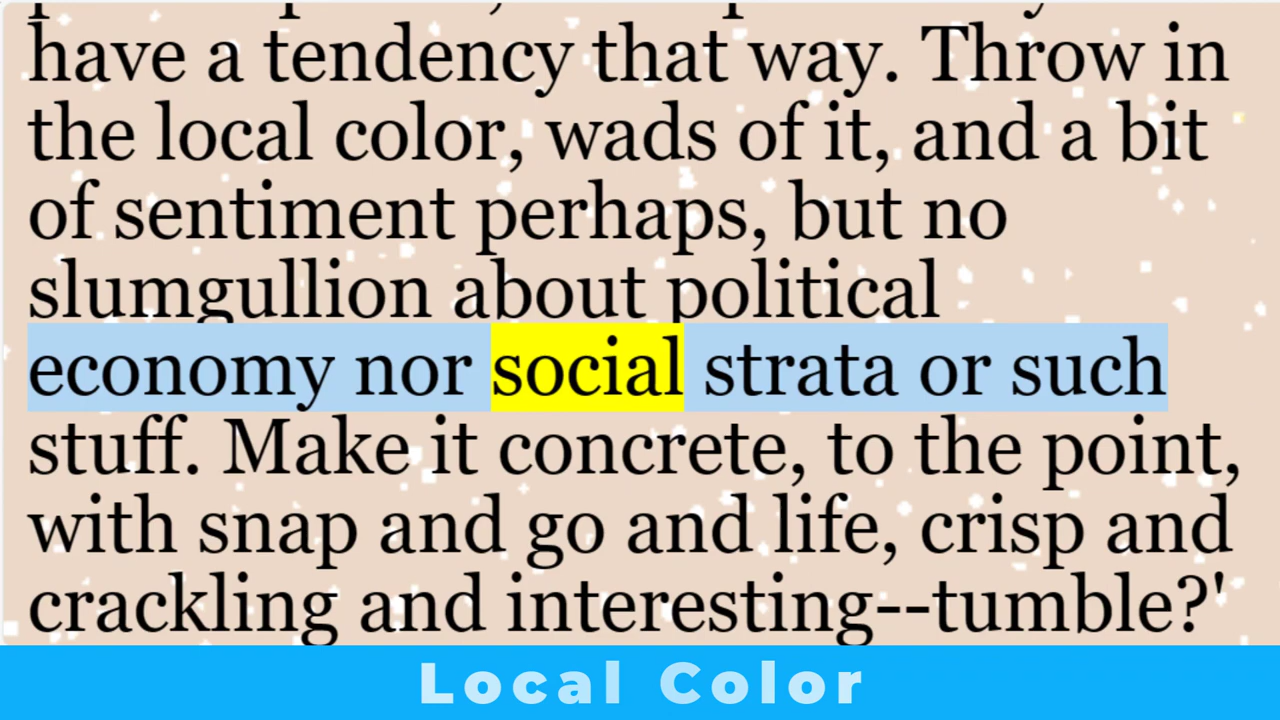 have a tendency that way. Throw in
the local color, wads of it, and a bit
of sentiment perhaps, but no
slumgullion about political
economy nor social strata or such
stuff. Make it concrete, to the point,
with snap and go and life, crisp and
crackling and interesting--tumble?'
Local Color